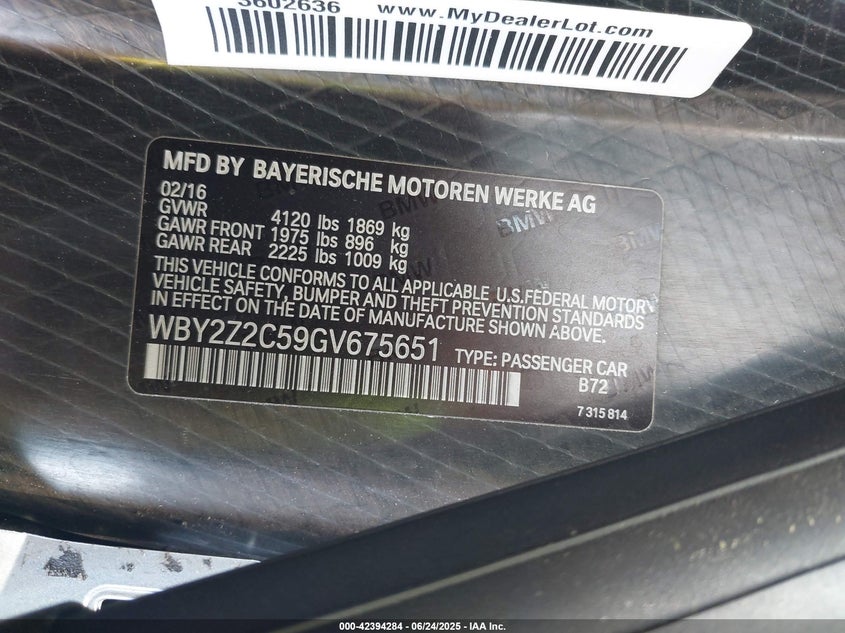 3602636 www.MyDealerLot.com
MFD BY BAYERISCHE MOTOREN WERKE AG
02/16
GVWR 4120 lbs 1869 kg
GAWR FRONT 1975 lbs 896 kg
GAWR REAR 2225 lbs 1009 kg
THIS VEHICLE CONFORMS TO ALL APPLICABLE U.S.FEDERAL MOTOR
VEHICLE SAFETY, BUMPER AND THEFT PREVENTION STANDARDS
IN EFFECT ON THE DATE OF MANUFACTURE SHOWN ABOVE.
WBY2Z2C59GV675651 TYPE: PASSENGER CAR
B72
7 315 814
000-42394284 - 06/24/2025 - IAA Inc.